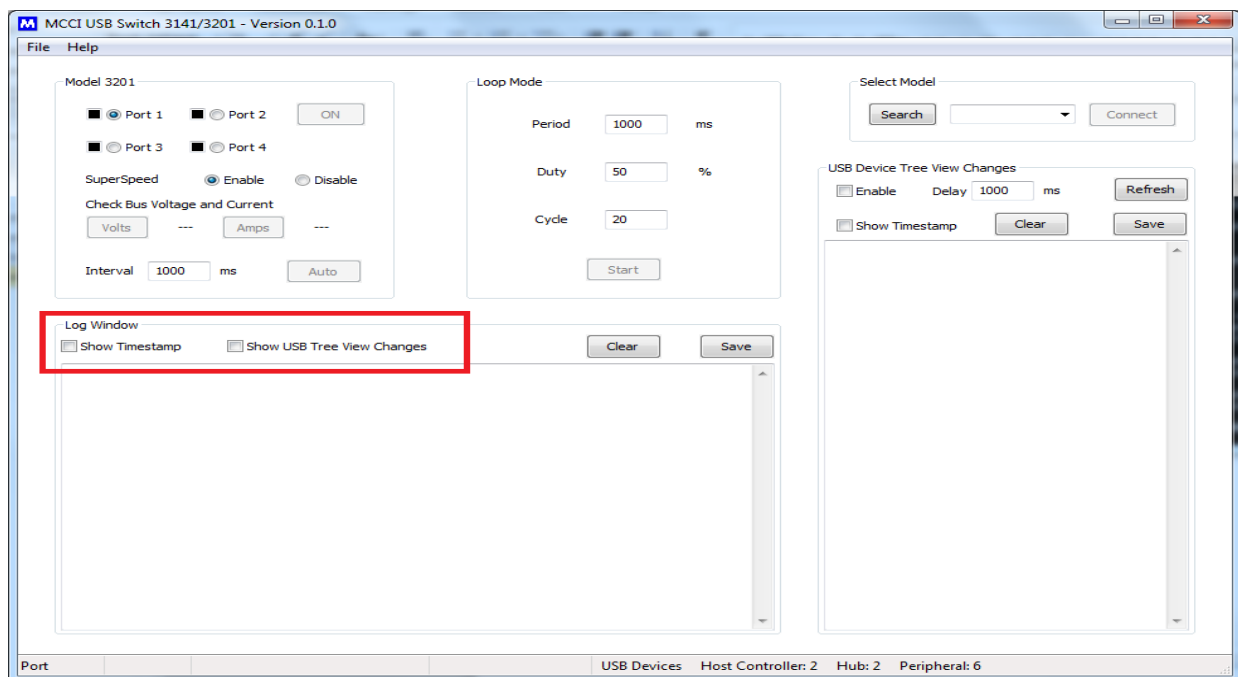 MCCI USB Switch 3141/3201 - Version 0.1.0
File Help
Model 3201
Port 1 Port 2 ON
Port 3 Port 4
SuperSpeed Enable Disable
Check Bus Voltage and Current
Volts --- Amps ---
Interval 1000 ms Auto
Loop Mode
Period 1000 ms
Duty 50 %
Cycle 20
Start
Select Model
Search Connect
USB Device Tree View Changes
Enable Delay 1000 ms Refresh
Show Timestamp Clear Save
Log Window
Show Timestamp Show USB Tree View Changes Clear Save
Port USB Devices Host Controller: 2 Hub: 2 Peripheral: 6